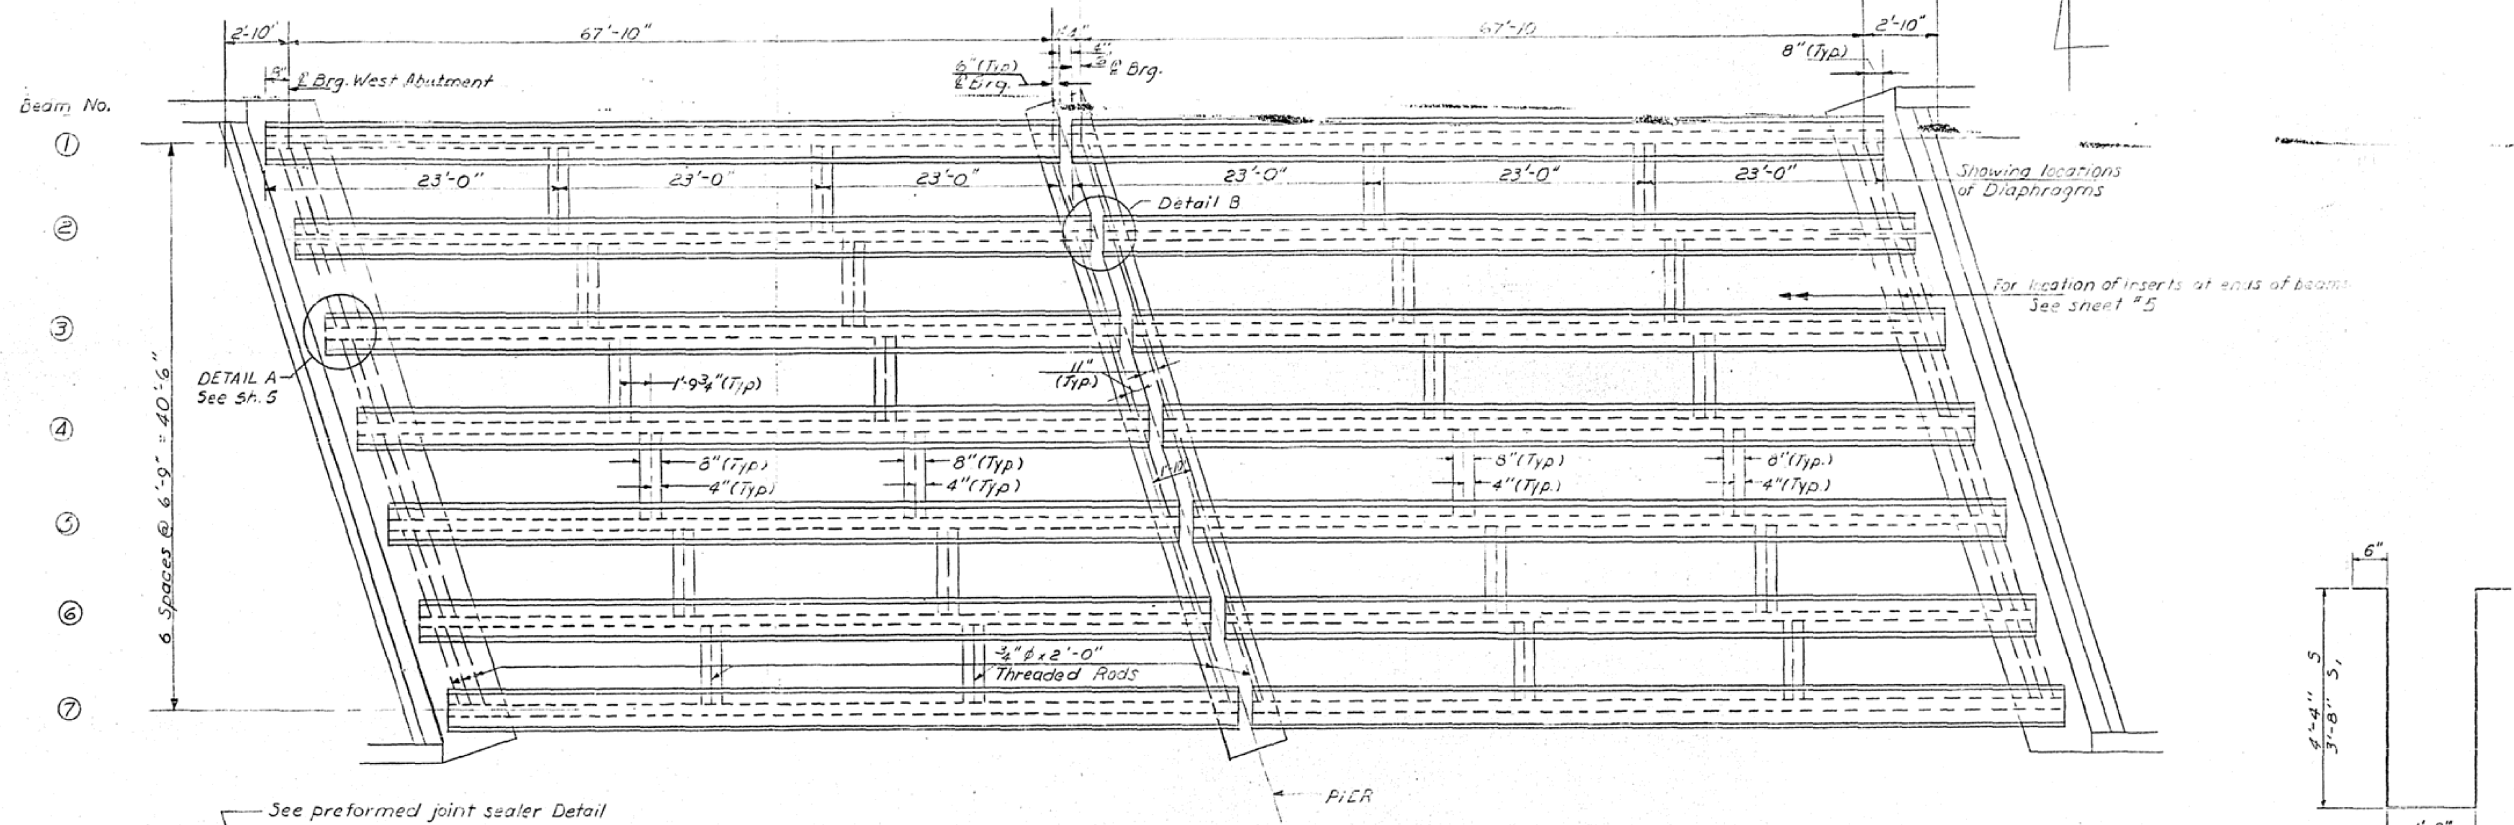 2'-10"
67'-10"
67'-10
2'-10"
8"(Typ.)
℄ Brg. West Abutment
6"(Typ)
℄ Brg.
℄ Brg.
Beam No.
①
23'-0"
23'-0"
23'-0"
23'-0"
23'-0"
23'-0"
Showing locations
of Diaphragms
Detail B
②
For location of inserts at ends of beams
See sheet #5
③
DETAIL A
See Sh. 5
1'-9¾"(Typ)
11"
(Typ.)
6 Spaces @ 6'-9" = 40'-6"
④
8"(Typ)
8"(Typ)
8"(Typ)
8"(Typ.)
4"(Typ)
4"(Typ)
4"(Typ.)
4"(Typ.)
⑤
⑥
¾"φ x 2'-0"
Threaded Rods
⑦
6"
4'-4" S
3'-8" S₁
PIER
See preformed joint sealer Detail